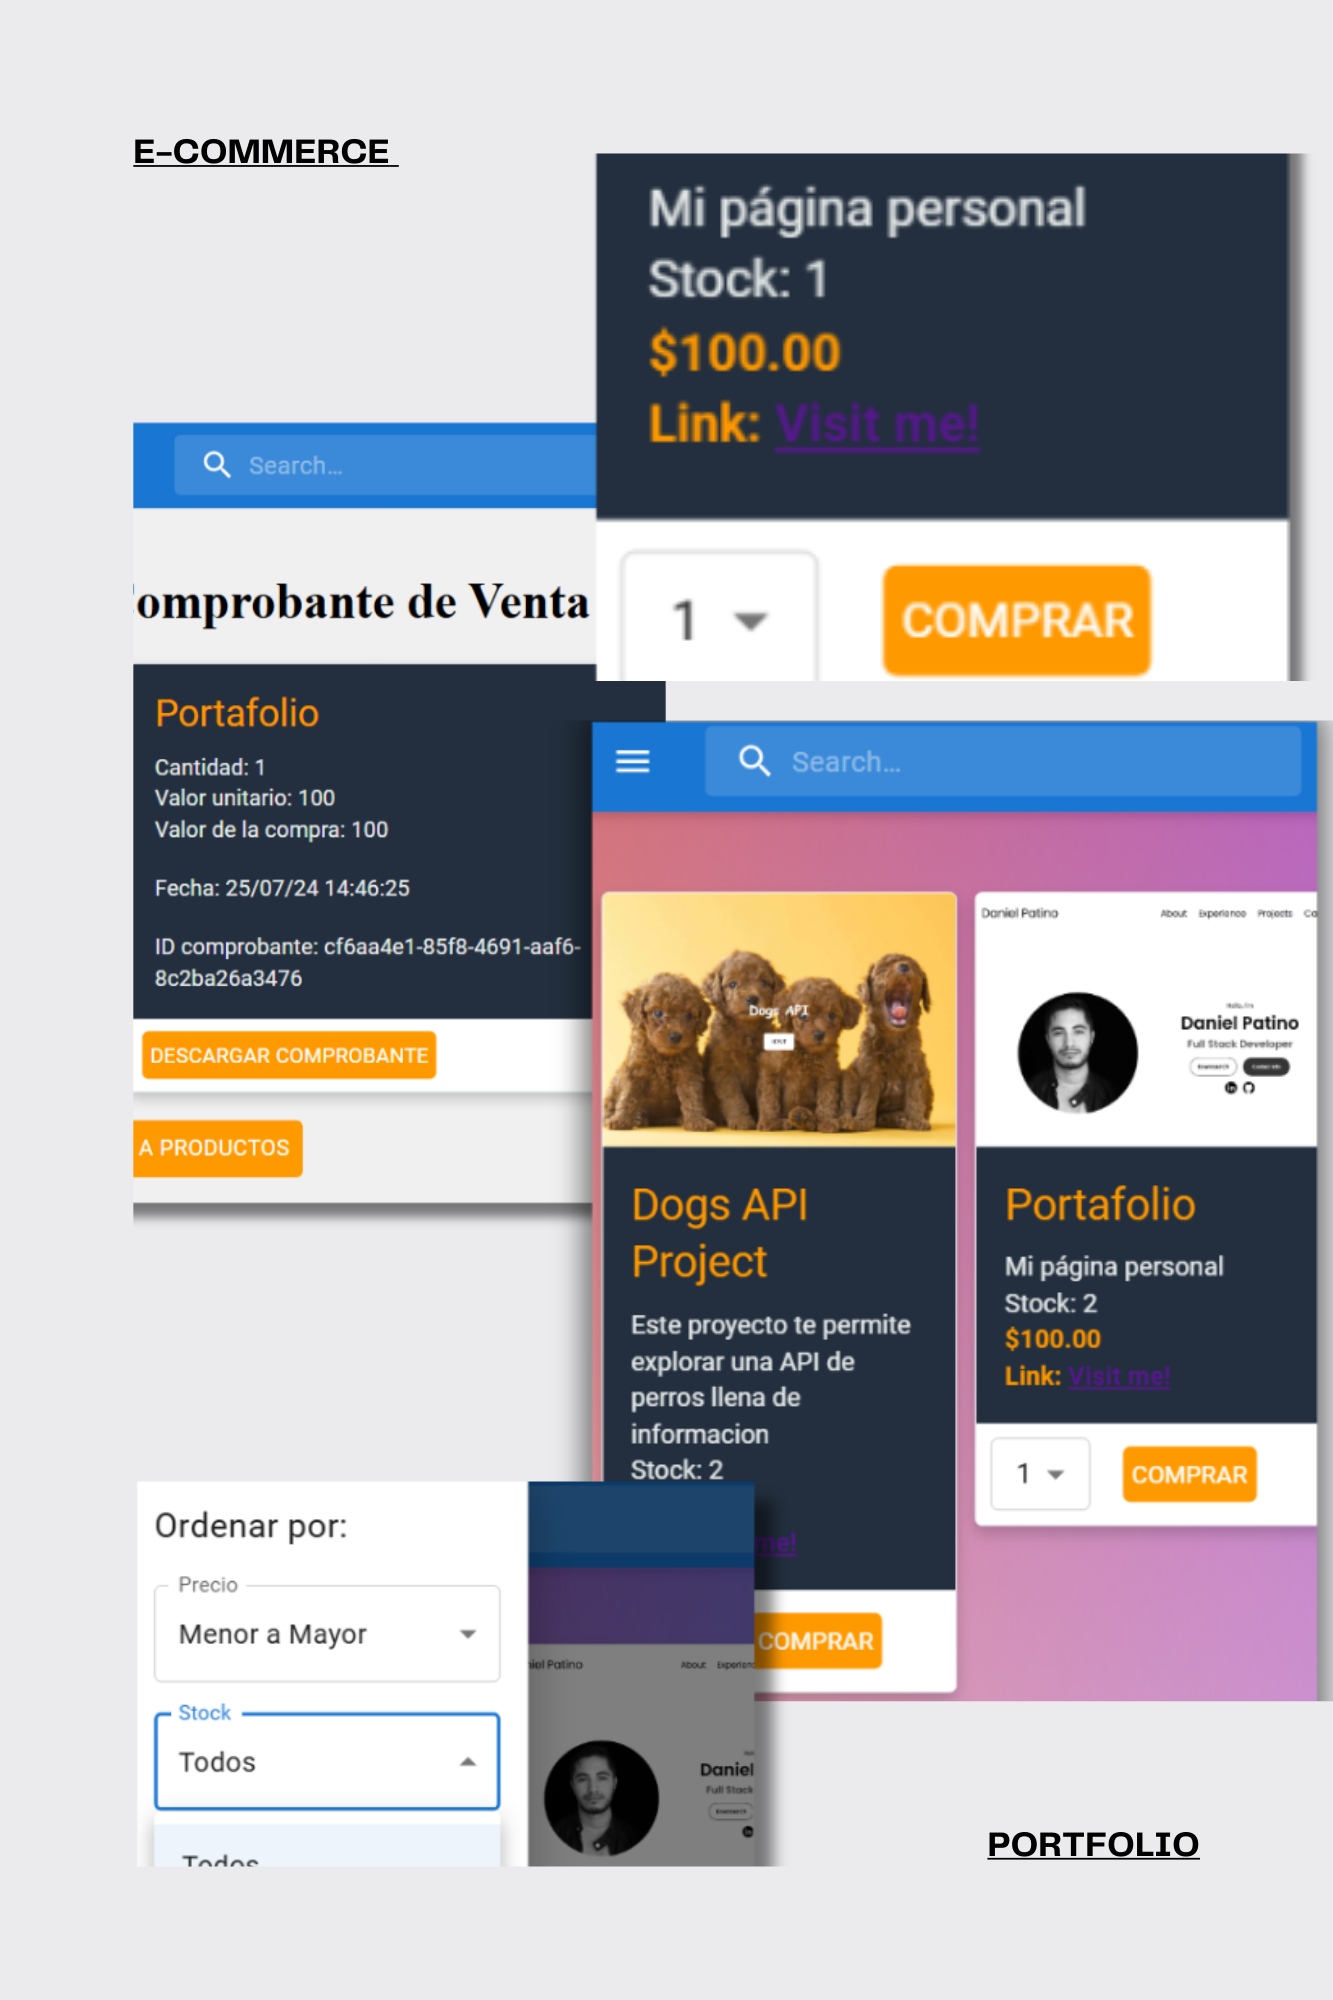 E-COMMERCE
Mi página personal
Stock: 1
$100.00
Link: Visit me!
1
COMPRAR
Search...
omprobante de Venta
Portafolio
Cantidad: 1
Valor unitario: 100
Valor de la compra: 100
Fecha: 25/07/24 14:46:25
ID comprobante: cf6aa4e1-85f8-4691-aaf6-
8c2ba26a3476
DESCARGAR COMPROBANTE
A PRODUCTOS
Search...
Dogs API
Dogs API
Project
Este proyecto te permite
explorar una API de
perros llena de
informacion
Stock: 2
me!
COMPRAR
Daniel Patino
About Experience Projects Co
Hello, I'm
Daniel Patino
Full Stack Developer
Portafolio
Mi página personal
Stock: 2
$100.00
Link: Visit me!
1
COMPRAR
Ordenar por:
Precio
Menor a Mayor
Stock
Todos
Todos
niel Patino
About Experienc
Daniel
Full Stack
PORTFOLIO